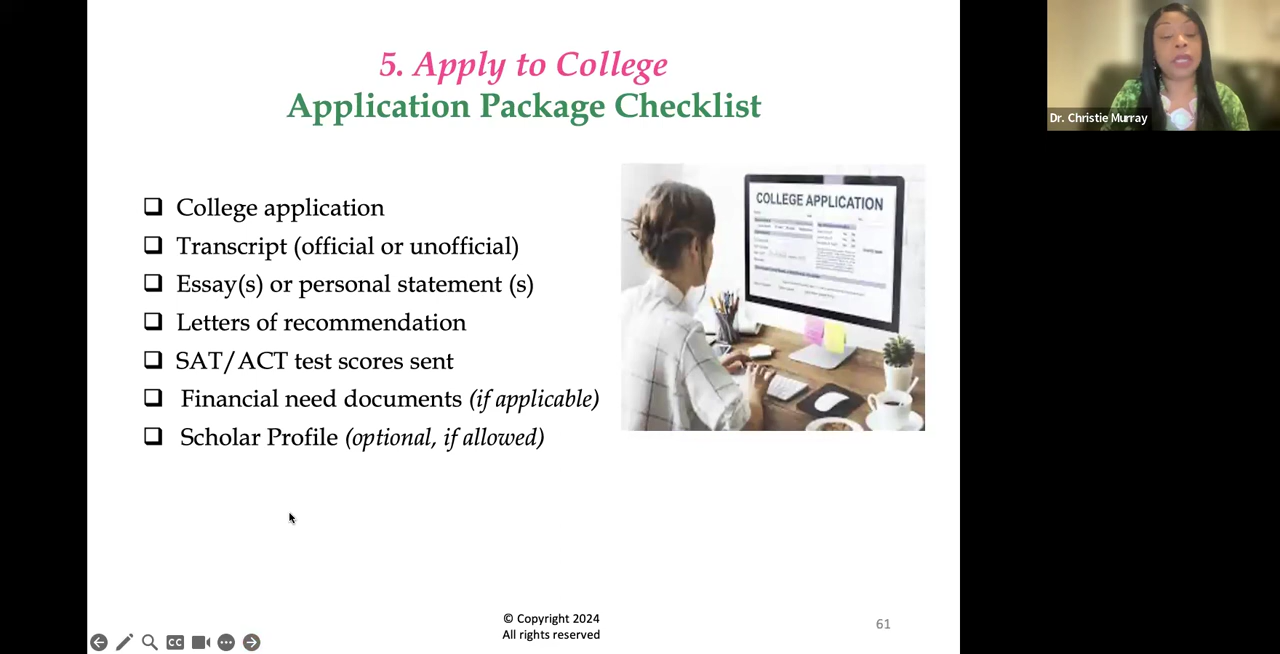 5. Apply to College
Application Package Checklist
College application
Transcript (official or unofficial)
Essay(s) or personal statement (s)
Letters of recommendation
SAT/ACT test scores sent
Financial need documents (if applicable)
Scholar Profile (optional, if allowed)
COLLEGE APPLICATION
© Copyright 2024
All rights reserved
61
CC
Dr. Christie Murray